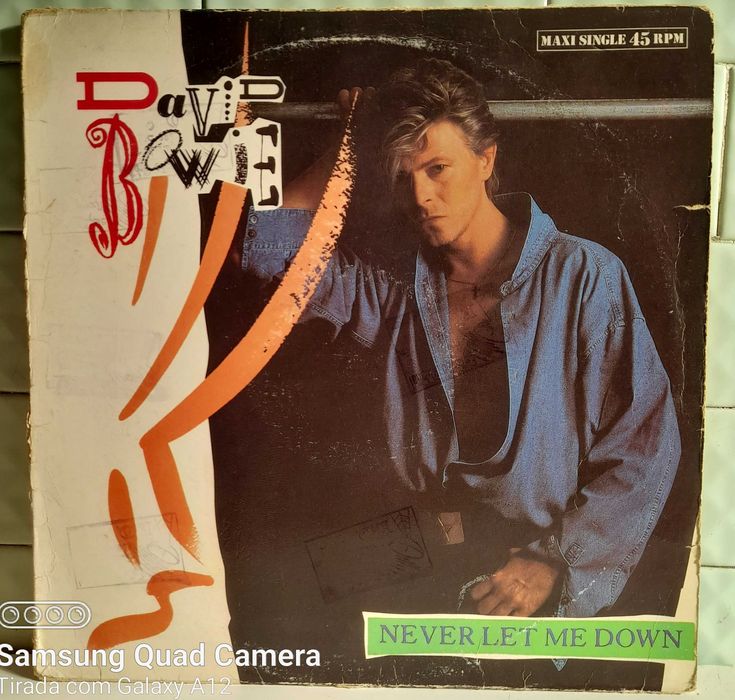 MAXI SINGLE 45 RPM
DaViD
BOWiE
NEVER LET ME DOWN
Samsung Quad Camera
Tirada com Galaxy A12